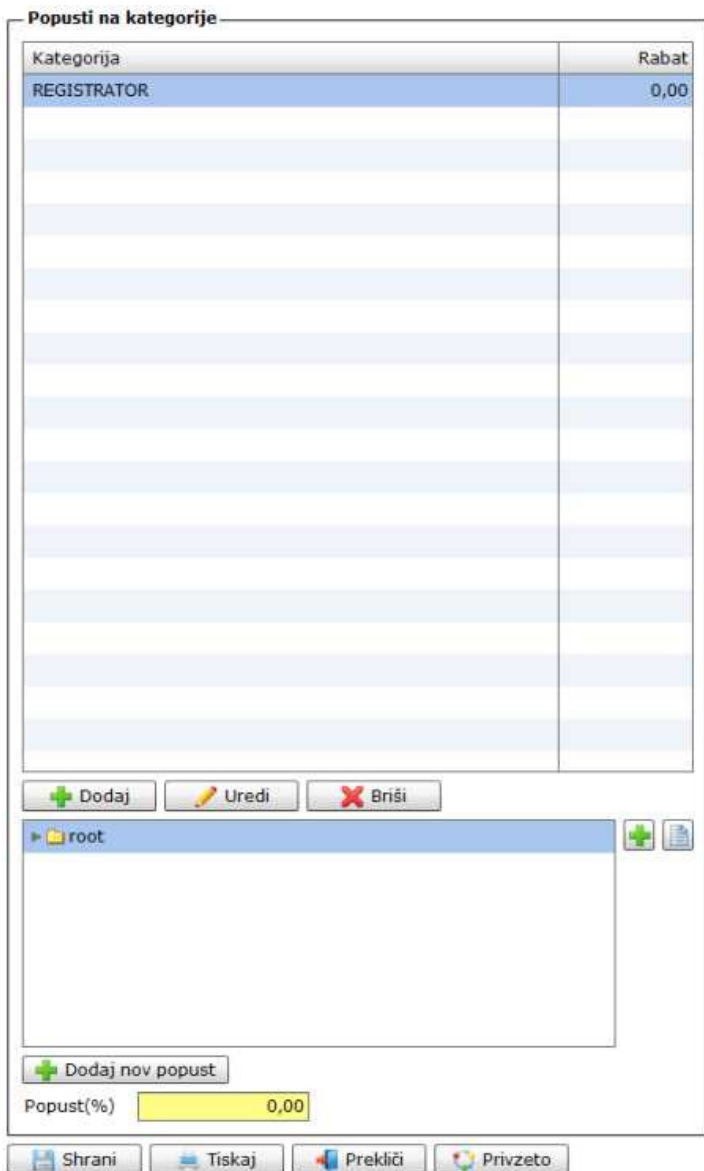 Popusti na kategorije
Kategorija Rabat
REGISTRATOR 0,00
Dodaj Uredi Briši
root
Dodaj nov popust
Popust(%) 0,00
Shrani Tiskaj Prekliči Privzeto